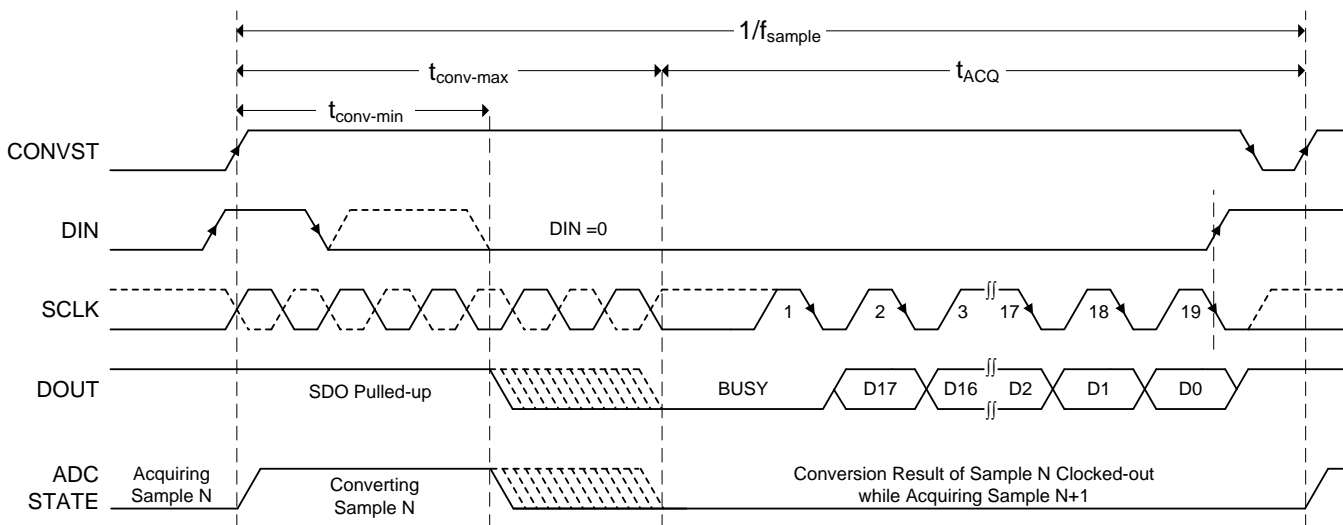 1/fsample
tconv-max
tACQ
tconv-min
CONVST
DIN
DIN =0
SCLK
1 2 3 17 18 19
DOUT
SDO Pulled-up
BUSY
D17 D16 D2 D1 D0
ADC
STATE
Acquiring
Sample N
Converting
Sample N
Conversion Result of Sample N Clocked-out
while Acquiring Sample N+1